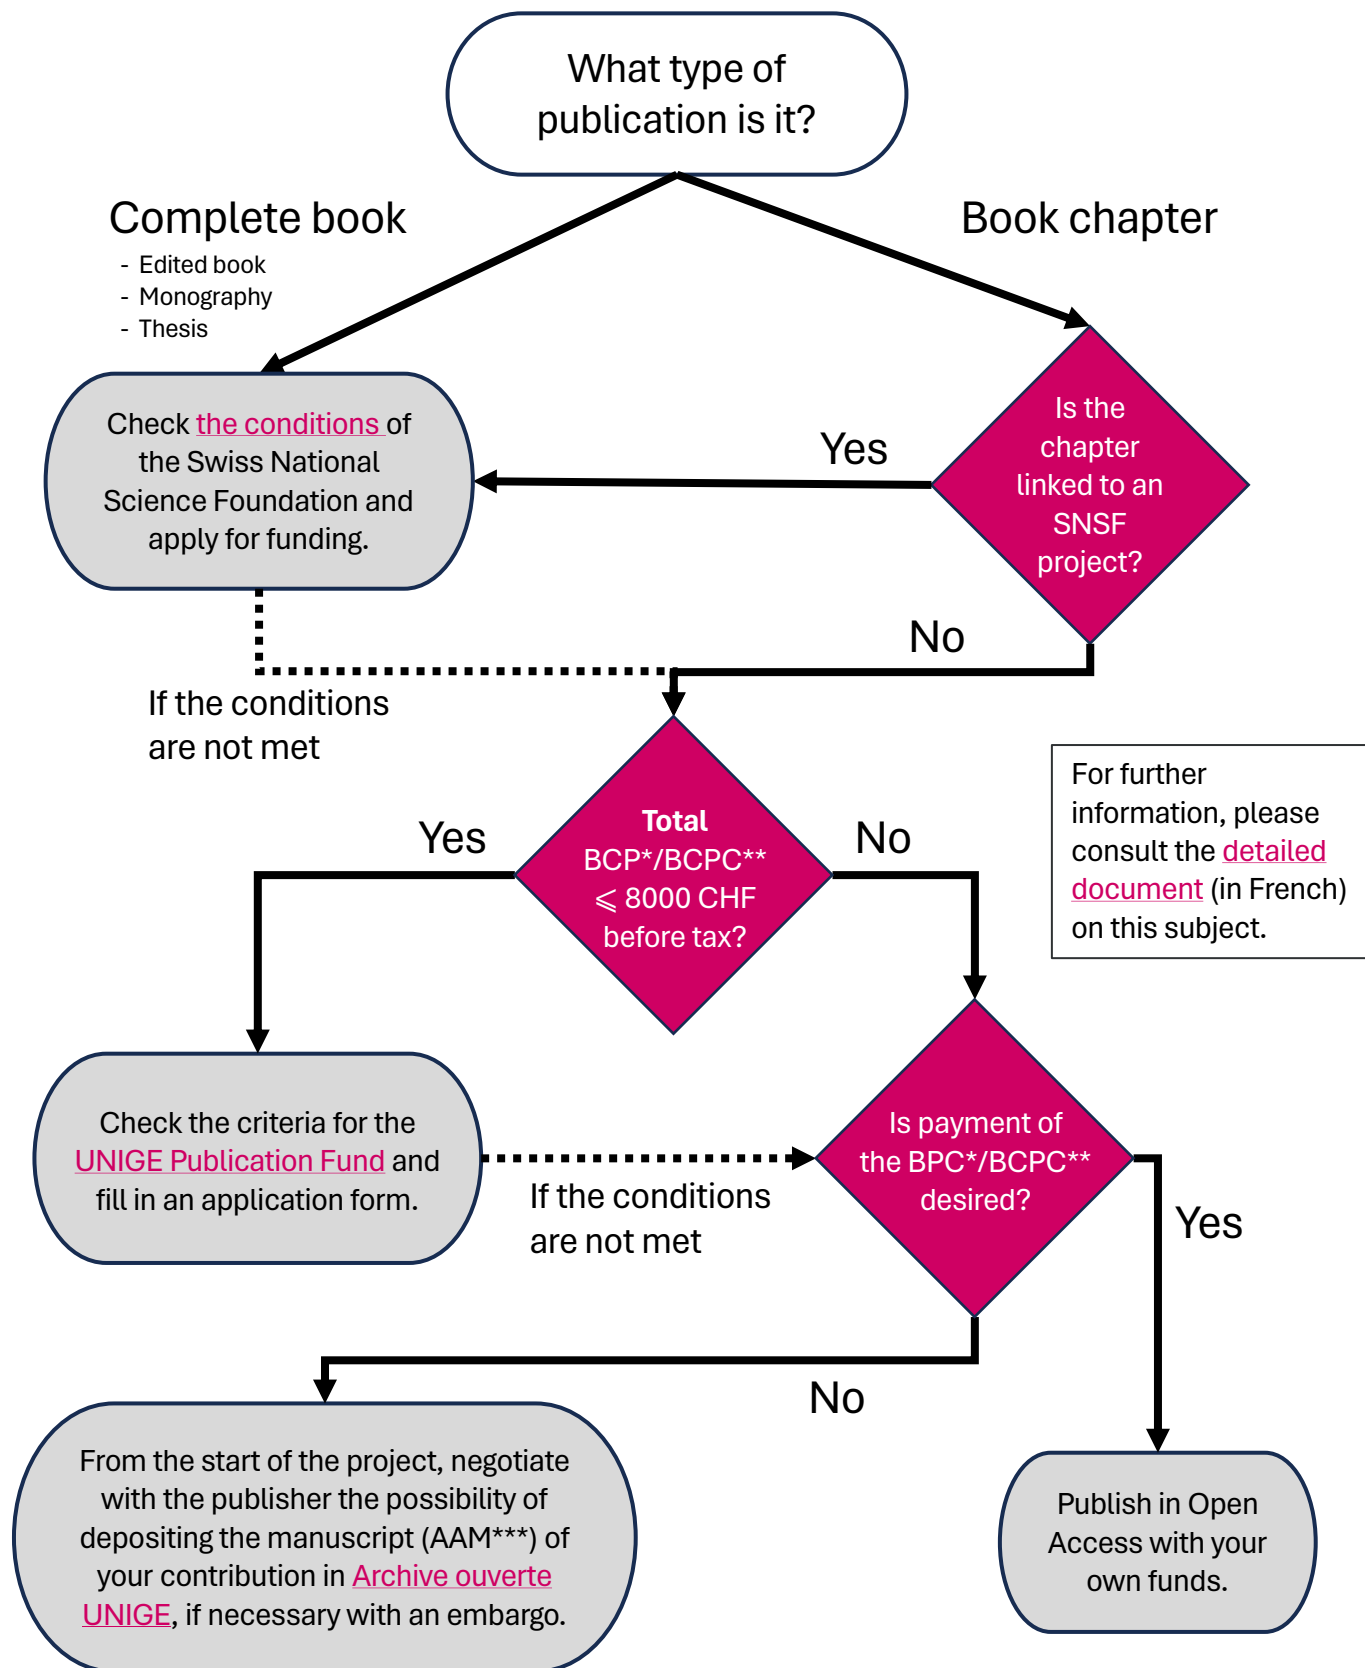 What type of
publication is it?
Complete book
- Edited book
- Monography
- Thesis
Book chapter
Check the conditions of
the Swiss National
Science Foundation and
apply for funding.
Yes
Is the
chapter
linked to an
SNSF
project?
No
If the conditions
are not met
For further
information, please
consult the detailed
document (in French)
on this subject.
Yes
Total
BCP*/BCPC**
⩽ 8000 CHF
before tax?
No
Check the criteria for the
UNIGE Publication Fund and
fill in an application form.
If the conditions
are not met
Is payment of
the BPC*/BCPC**
desired?
Yes
No
From the start of the project, negotiate
with the publisher the possibility of
depositing the manuscript (AAM***) of
your contribution in Archive ouverte
UNIGE, if necessary with an embargo.
Publish in Open
Access with your
own funds.